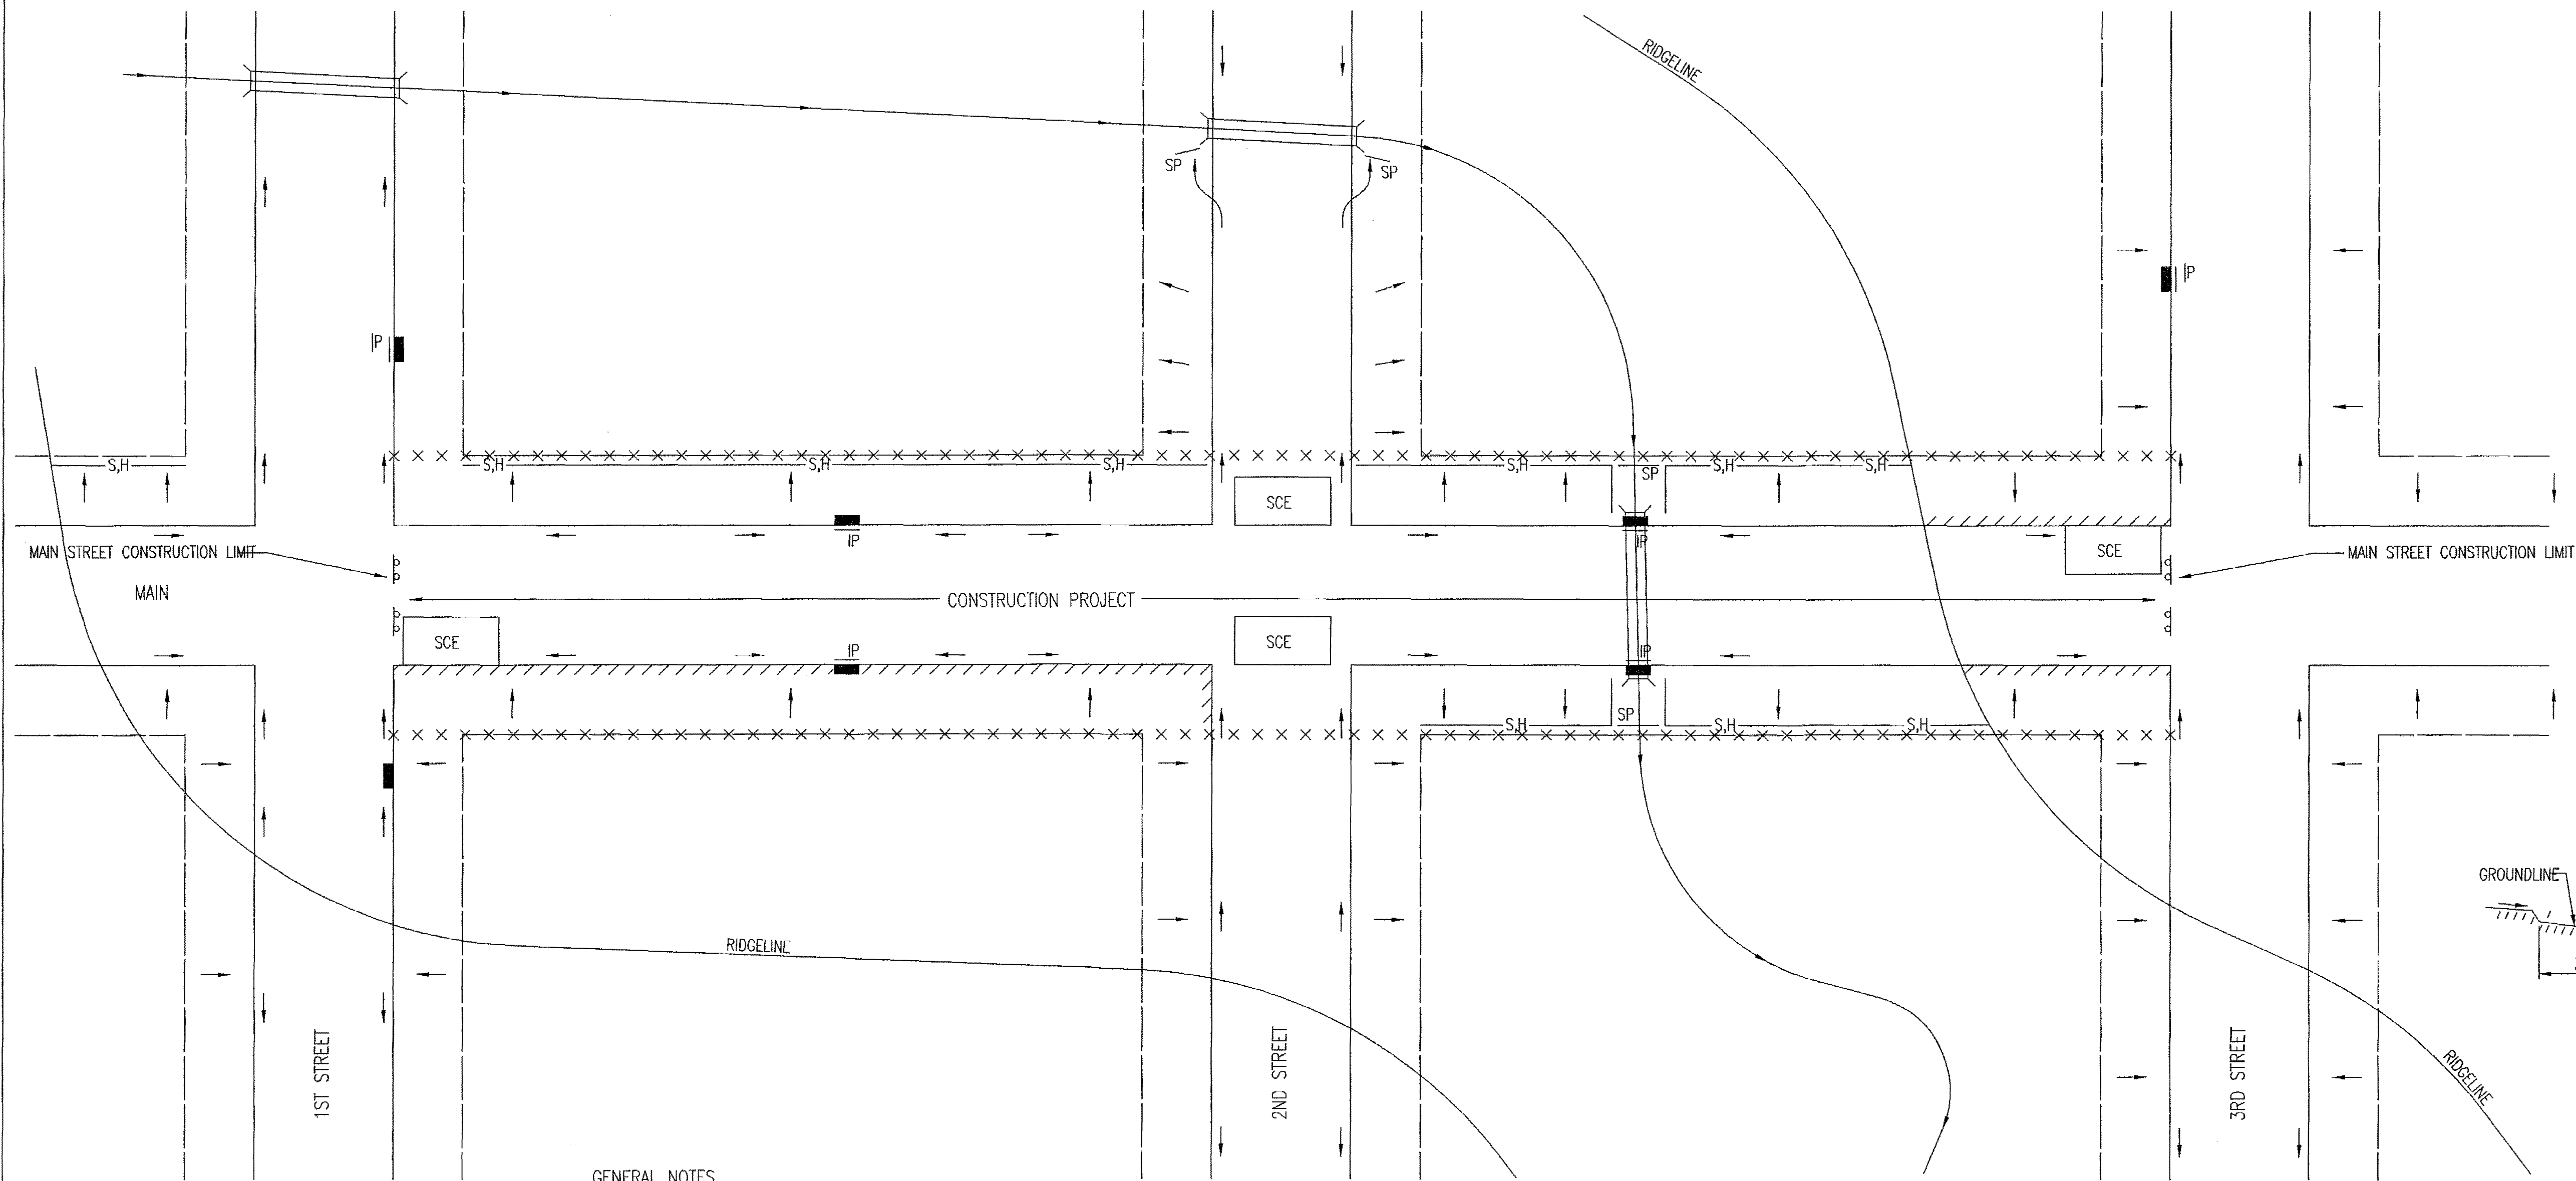 RIDGELINE
SP
SP
IP
IP
S,H
S,H
S,H
S,H
S,H
SP
S,H
S,H
SCE
SCE
MAIN STREET CONSTRUCTION LIMIT
IP
IP
MAIN STREET CONSTRUCTION LIMIT
MAIN
CONSTRUCTION PROJECT
SCE
SCE
IP
IP
S,H
SP
S,H
S,H
GROUNDLINE
RIDGELINE
1ST STREET
2ND STREET
3RD STREET
RIDGELINE
GENERAL NOTES